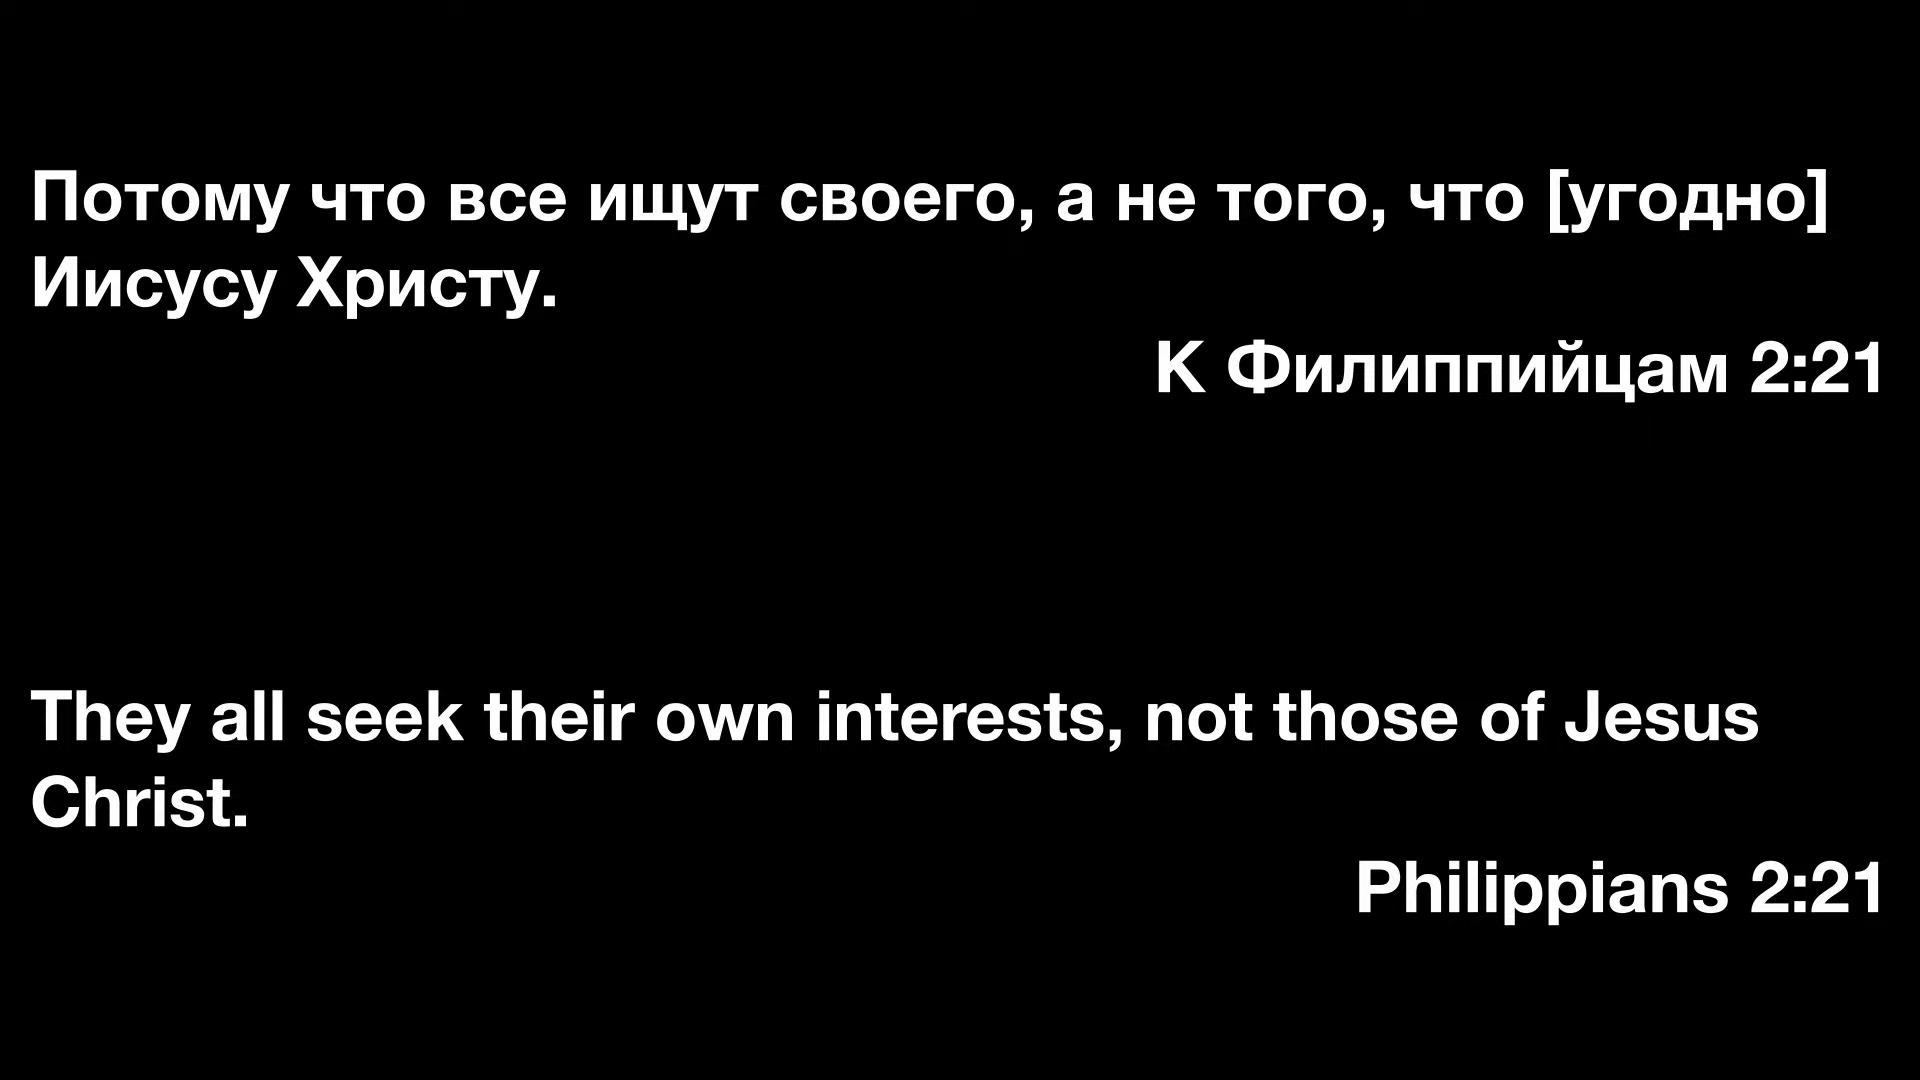 Потому что все ищут своего, а не того, что [угодно]
Иисусу Христу.
К Филиппийцам 2:21
They all seek their own interests, not those of Jesus
Christ.
Philippians 2:21